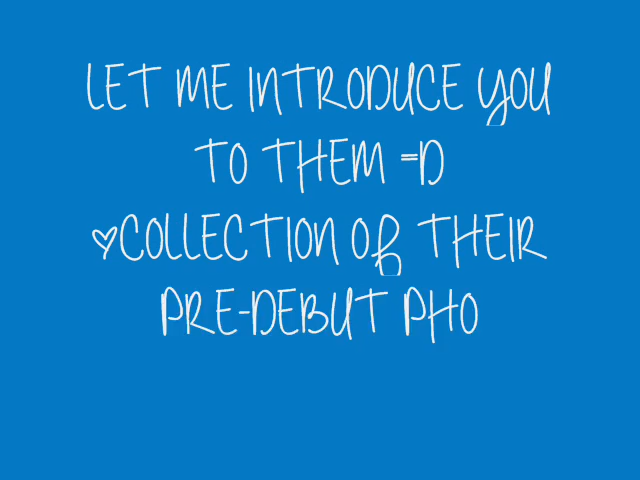 LET ME INTRODUCE YOU
TO THEM =D
♥COLLECTION OF THEIR
PRE-DEBUT PHO